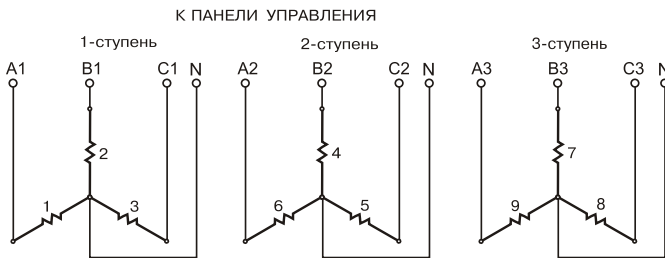 К ПАНЕЛИ УПРАВЛЕНИЯ
1-ступень 2-ступень 3-ступень
A1 B1 C1 N A2 B2 C2 N A3 B3 C3 N
2 4 7
1 3 6 5 9 8